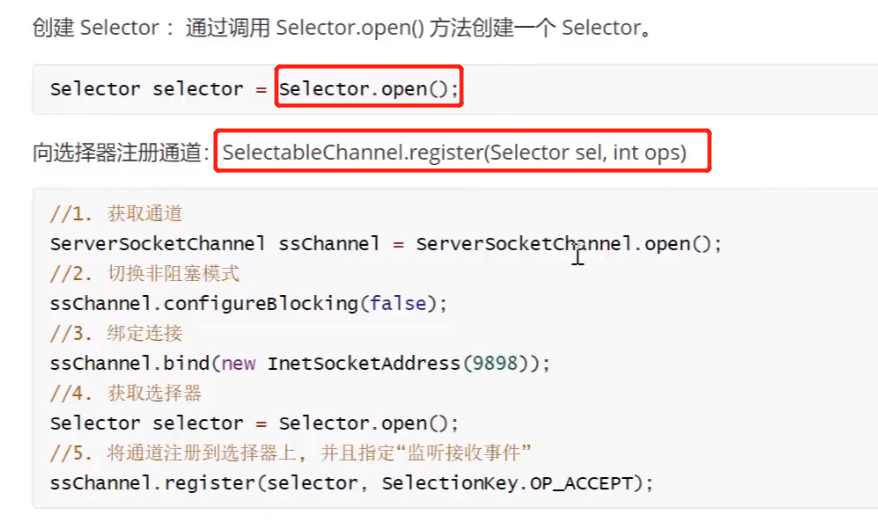 创建 Selector ：通过调用 Selector.open() 方法创建一个 Selector。
Selector selector = Selector.open();
向选择器注册通道：SelectableChannel.register(Selector sel, int ops)
//1. 获取通道
ServerSocketChannel ssChannel = ServerSocketChannel.open();
//2. 切换非阻塞模式
ssChannel.configureBlocking(false);
//3. 绑定连接
ssChannel.bind(new InetSocketAddress(9898));
//4. 获取选择器
Selector selector = Selector.open();
//5. 将通道注册到选择器上, 并且指定“监听接收事件”
ssChannel.register(selector, SelectionKey.OP_ACCEPT);